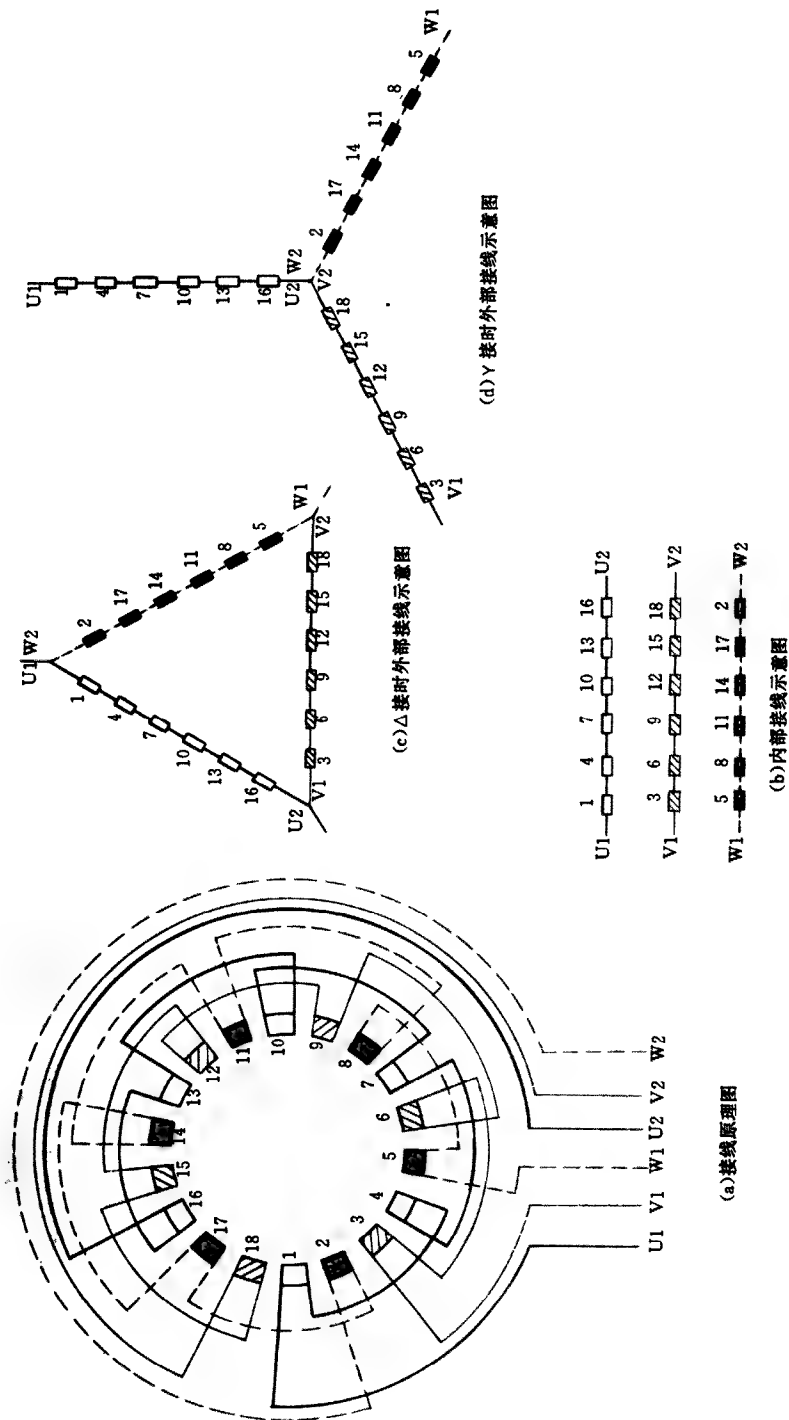 U1 V1 W1 U2 V2 W2
1
2
3
4
5
6
7
8
9
10
11
12
13
14
15
16
17
18
(a)接线原理图
U1 1 4 7 10 13 16 U2
V1 3 6 9 12 15 18 V2
W1 5 8 11 14 17 2 W2
(b)内部接线示意图
U1 W2
1 4 7 10 13 16
U2 V1
3 6 9 12 15 18
V2 W1
5 8 11 14 17 2
(c)△接时外部接线示意图
U1
1 4 7 10 13 16
U2 W2
V2
18 15 12 9 6 3
V1
2 17 14 11 8 5
W1
(d)Y接时外部接线示意图